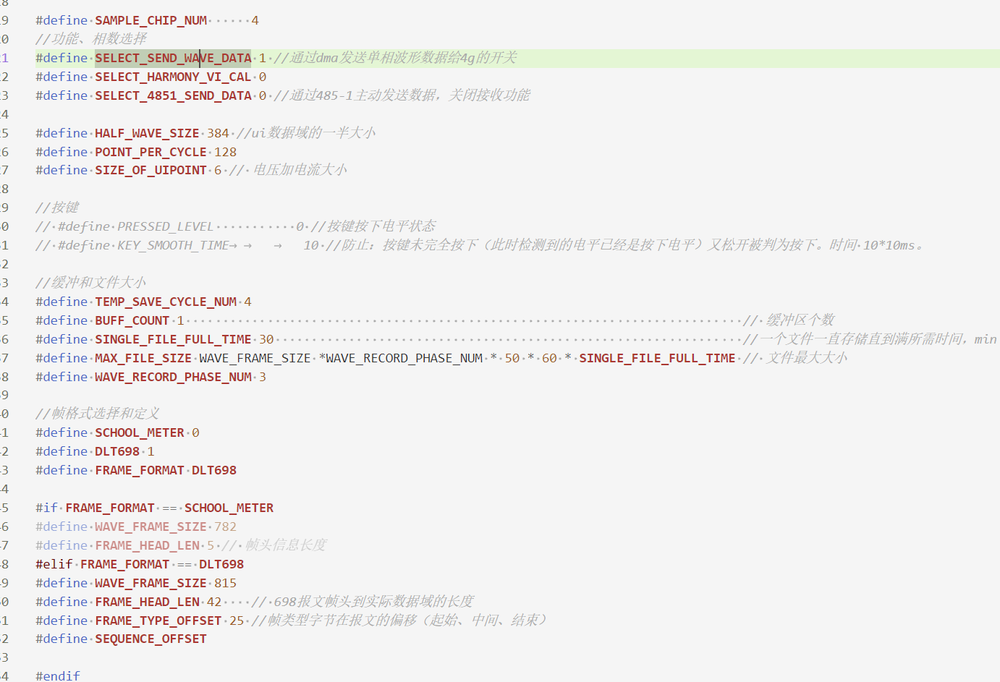 #define SAMPLE_CHIP_NUM      4
//功能、相数选择
#define SELECT_SEND_WAVE_DATA 1 //通过dma发送单相波形数据给4g的开关
#define SELECT_HARMONY_VI_CAL 0
#define SELECT_4851_SEND_DATA 0 //通过485-1主动发送数据，关闭接收功能
#define HALF_WAVE_SIZE 384 //ui数据域的一半大小
#define POINT_PER_CYCLE 128
#define SIZE_OF_UIPOINT 6 // 电压加电流大小
//按键
// #define PRESSED_LEVEL           0 //按键按下电平状态
// #define KEY_SMOOTH_TIME→ →   →   10 //防止：按键未完全按下（此时检测到的电平已经是按下电平）又松开被判为按下。时间 10*10ms。
//缓冲和文件大小
#define TEMP_SAVE_CYCLE_NUM 4
#define BUFF_COUNT 1 // 缓冲区个数
#define SINGLE_FILE_FULL_TIME 30 //一个文件一直存储直到满所需时间，min
#define MAX_FILE_SIZE WAVE_FRAME_SIZE *WAVE_RECORD_PHASE_NUM * 50 * 60 * SINGLE_FILE_FULL_TIME // 文件最大大小
#define WAVE_RECORD_PHASE_NUM 3
//帧格式选择和定义
#define SCHOOL_METER 0
#define DLT698 1
#define FRAME_FORMAT DLT698
#if FRAME_FORMAT == SCHOOL_METER
#define WAVE_FRAME_SIZE 782
#define FRAME_HEAD_LEN 5 // 帧头信息长度
#elif FRAME_FORMAT == DLT698
#define WAVE_FRAME_SIZE 815
#define FRAME_HEAD_LEN 42    // 698报文帧头到实际数据域的长度
#define FRAME_TYPE_OFFSET 25 //帧类型字节在报文的偏移（起始、中间、结束）
#define SEQUENCE_OFFSET
#endif